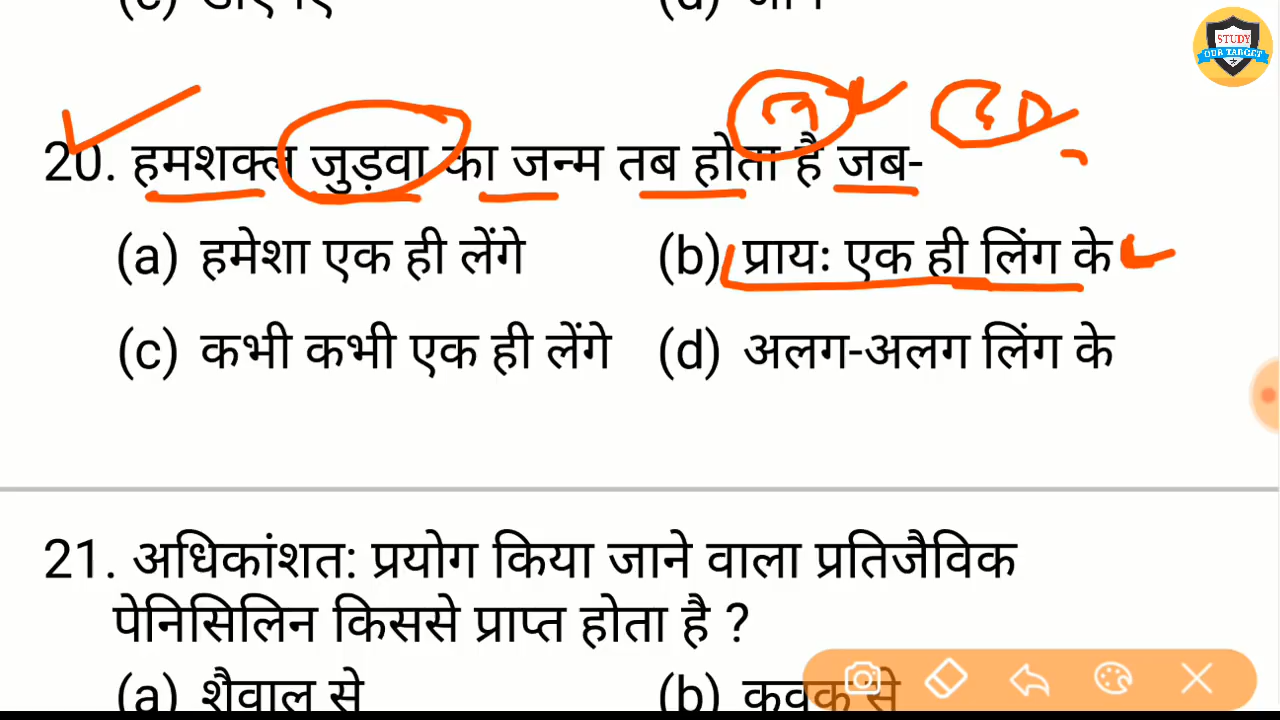 STUDY
OUR TARGET
20. हमशक्ल जुड़वा का जन्म तब होता है जब-
(a) हमेशा एक ही लेंगे (b) प्रायः एक ही लिंग के
(c) कभी कभी एक ही लेंगे (d) अलग-अलग लिंग के
21. अधिकांशत: प्रयोग किया जाने वाला प्रतिजैविक
पेनिसिलिन किससे प्राप्त होता है ?
(a) शैवाल से (b) कवक से